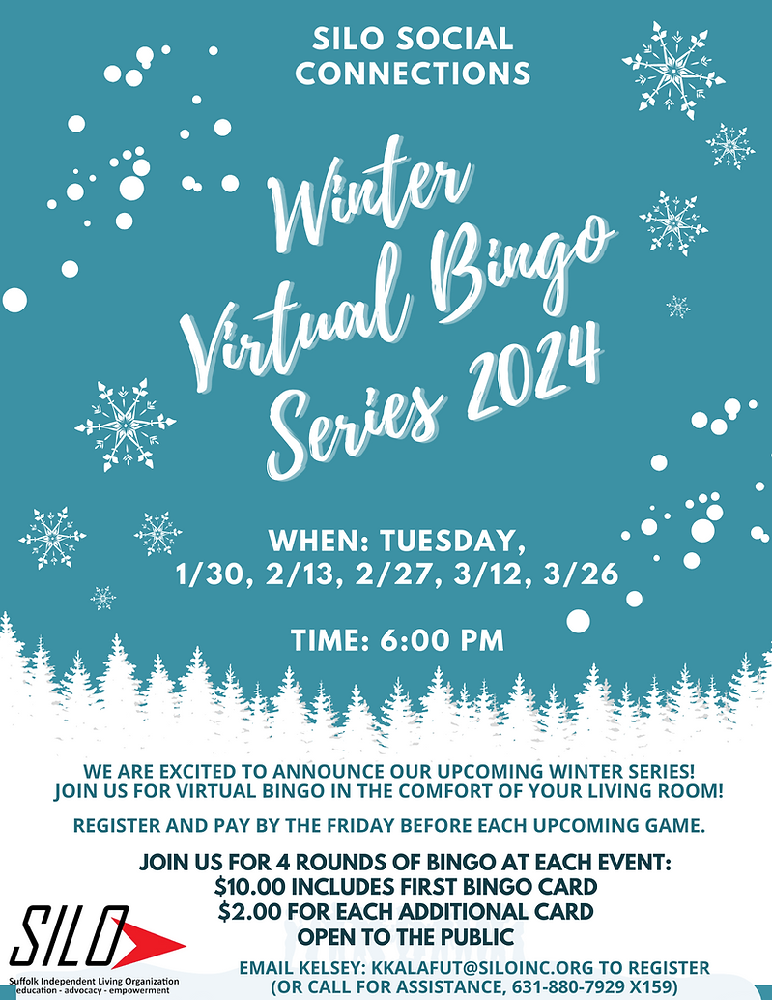 SILO SOCIAL
CONNECTIONS
Winter
Virtual Bingo
Series 2024
WHEN: TUESDAY,
1/30, 2/13, 2/27, 3/12, 3/26
TIME: 6:00 PM
WE ARE EXCITED TO ANNOUNCE OUR UPCOMING WINTER SERIES!
JOIN US FOR VIRTUAL BINGO IN THE COMFORT OF YOUR LIVING ROOM!
REGISTER AND PAY BY THE FRIDAY BEFORE EACH UPCOMING GAME.
JOIN US FOR 4 ROUNDS OF BINGO AT EACH EVENT:
$10.00 INCLUDES FIRST BINGO CARD
$2.00 FOR EACH ADDITIONAL CARD
OPEN TO THE PUBLIC
SILO
Suffolk Independent Living Organization
education - advocacy - empowerment
EMAIL KELSEY: KKALAFUT@SILOINC.ORG TO REGISTER
(OR CALL FOR ASSISTANCE, 631-880-7929 X159)